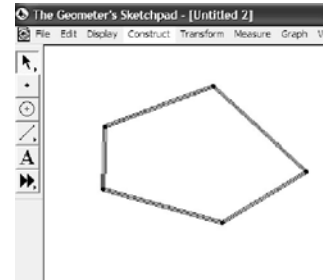 The Geometer's Sketchpad - [Untitled 2]
File Edit Display Construct Transform Measure Graph
A